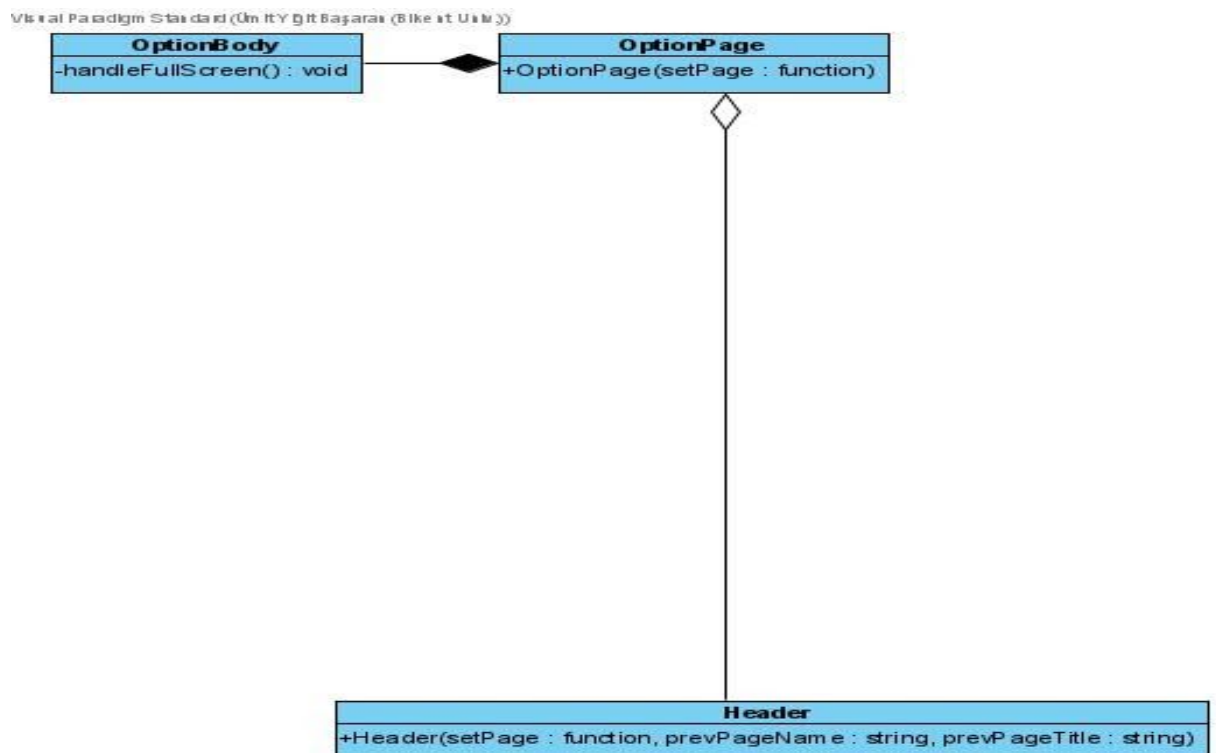 Visual Paradigm Standard (Ümit Yiğit Başaran (Bilkent Univ.))
OptionBody
-handleFullScreen() : void
OptionPage
+OptionPage(setPage : function)
Header
+Header(setPage : function, prevPageName : string, prevPageTitle : string)